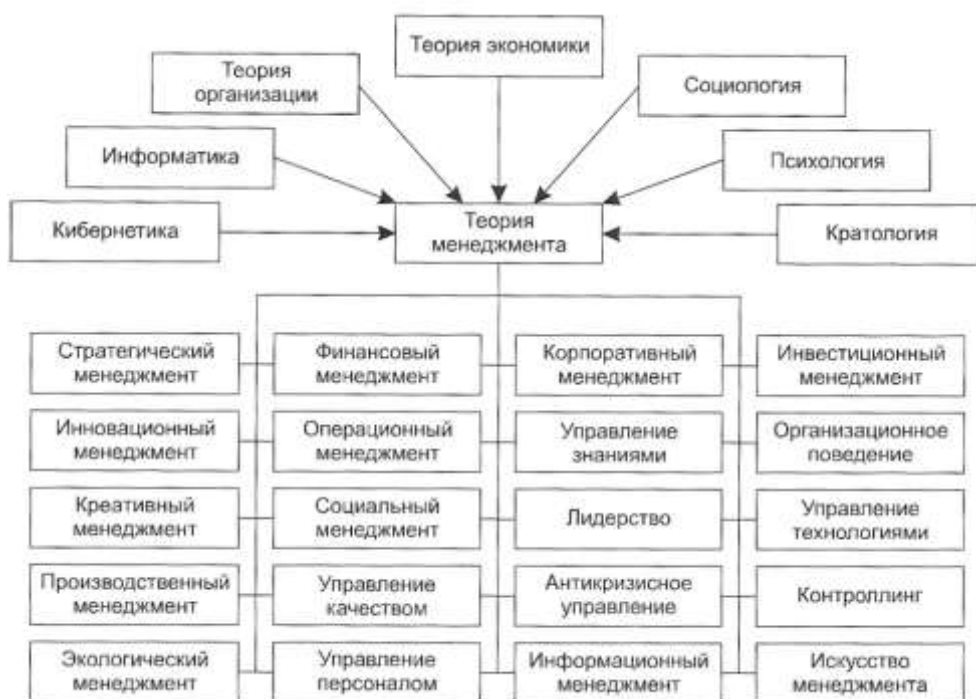 Теория экономики
Теория
организации
Социология
Информатика
Психология
Кибернетика
Теория
менеджмента
Кратология
Стратегический
менеджмент
Финансовый
менеджмент
Корпоративный
менеджмент
Инвестиционный
менеджмент
Инновационный
менеджмент
Операционный
менеджмент
Управление
знаниями
Организационное
поведение
Креативный
менеджмент
Социальный
менеджмент
Лидерство
Управление
технологиями
Производственный
менеджмент
Управление
качеством
Антикризисное
управление
Контроллинг
Экологический
менеджмент
Управление
персоналом
Информационный
менеджмент
Искусство
менеджмента